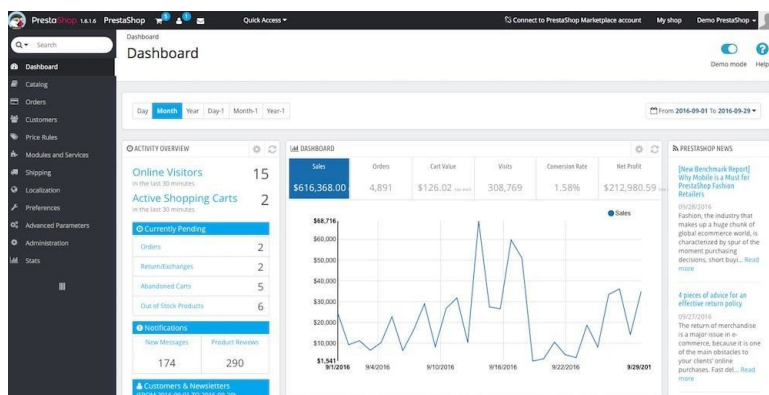 PrestaShop 1.6.1.6 PrestaShop Quick Access Connect to PrestaShop Marketplace account My shop Demo PrestaShop
Search
Dashboard
Catalog
Orders
Customers
Price Rules
Modules and Services
Shipping
Localization
Preferences
Advanced Parameters
Administration
Stats
Dashboard
Dashboard
Demo mode
Help
Day Month Year Day-1 Month-1 Year-1
From 2016-09-01 To 2016-09-29
ACTIVITY OVERVIEW
Online Visitors 15
in the last 30 minutes
Active Shopping Carts 2
in the last 30 minutes
Currently Pending
Orders 2
Return/Exchanges 2
Abandoned Carts 5
Out of Stock Products 6
Notifications
New Messages Product Reviews
174 290
Customers & Newsletters
DASHBOARD
Sales Orders Cart Value Visits Conversion Rate Net Profit
$616,368.00 4,891 $126.02 308,769 1.58% $212,980.59
Sales
$68,716
$60,000
$50,000
$40,000
$30,000
$20,000
$10,000
$1,541
9/1/2016 9/4/2016 9/10/2016 9/16/2016 9/22/2016 9/29/201
PRESTASHOP NEWS
[New Benchmark Report]
Why Mobile is a Must for
PrestaShop Fashion
Retailers
09/28/2016
Fashion, the industry that
makes up a huge chunk of
global ecommerce world, is
characterized by spur of the
moment purchasing
decisions, short buyi... Read
more
4 pieces of advice for an
effective return policy
09/27/2016
The return of merchandise
is a major issue in e-
commerce, because it is one
of the main obstacles to
your clients' online
purchases. Fast del... Read
more